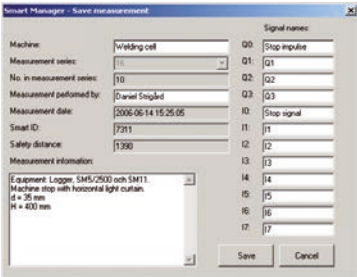 Smart Manager - Save measurement
Signal names:
Machine: Welding cell
Measurement series: 16
No. in measurement series: 10
Measurement performed by: Daniel Strigård
Measurement date: 2006-06-14 15:25:05
Smart ID: 7311
Safety distance: 1390
Measurement information:
Equipment: Logger, SM5/2500 och SM11.
Machine stop with horizontal light curtain.
d = 35 mm
H = 400 mm
Q0: Stop impulse
Q1: Q1
Q2: Q2
Q3: Q3
I0: Stop signal
I1: I1
I2: I2
I3: I3
I4: I4
I5: I5
I6: I6
I7: I7
Save
Cancel